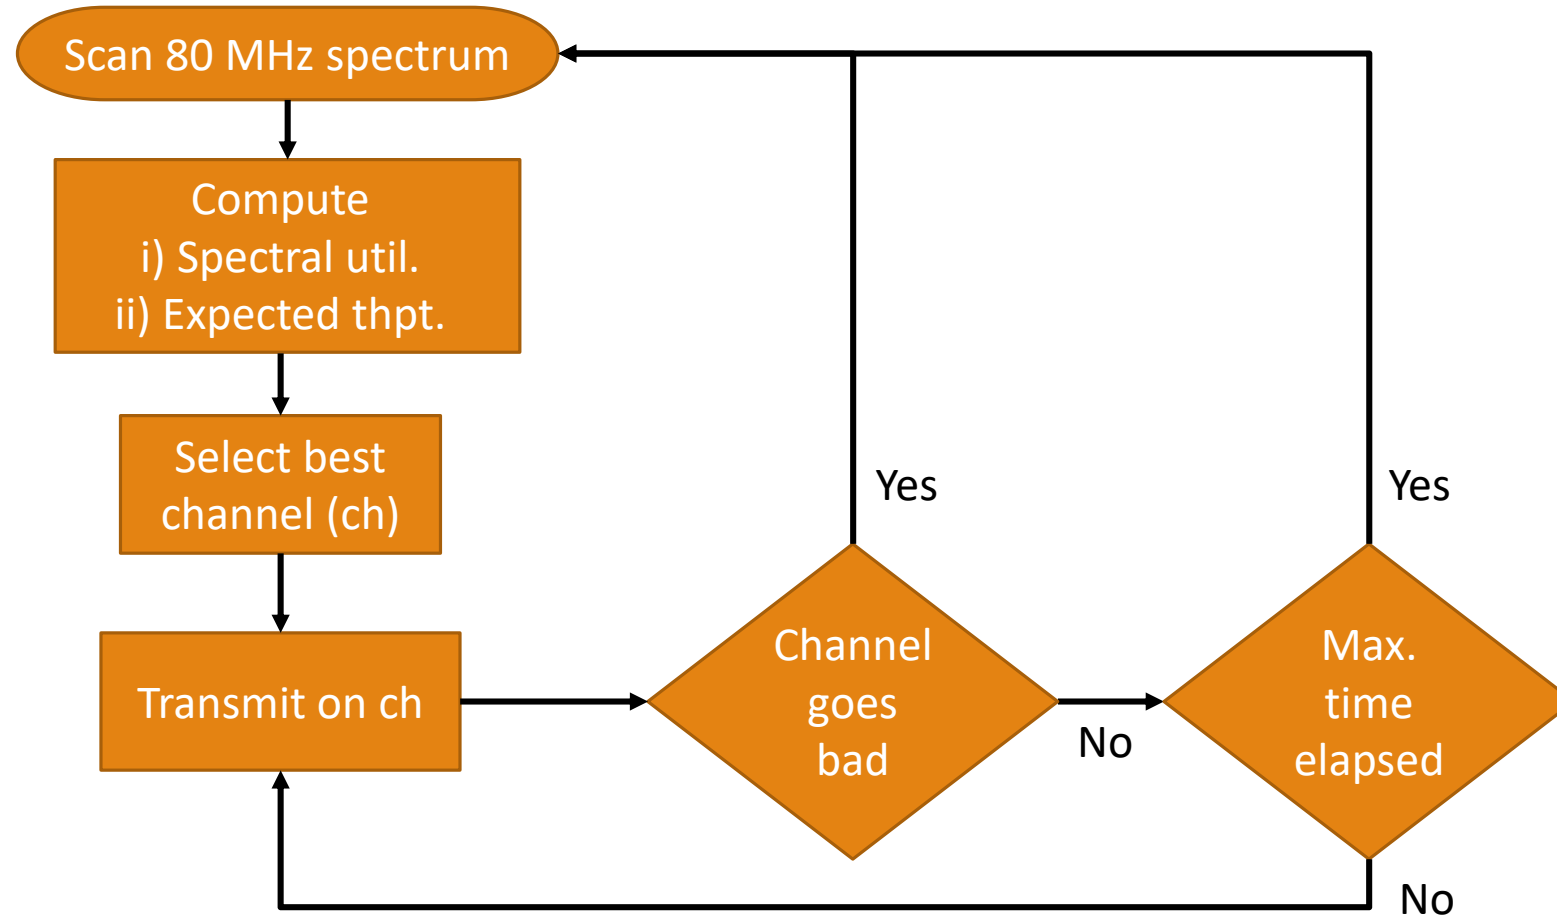 Scan 80 MHz spectrum
Compute
i) Spectral util.
ii) Expected thpt.
Select best
channel (ch)
Transmit on ch
Yes
Channel
goes
bad
No
Yes
Max.
time
elapsed
No